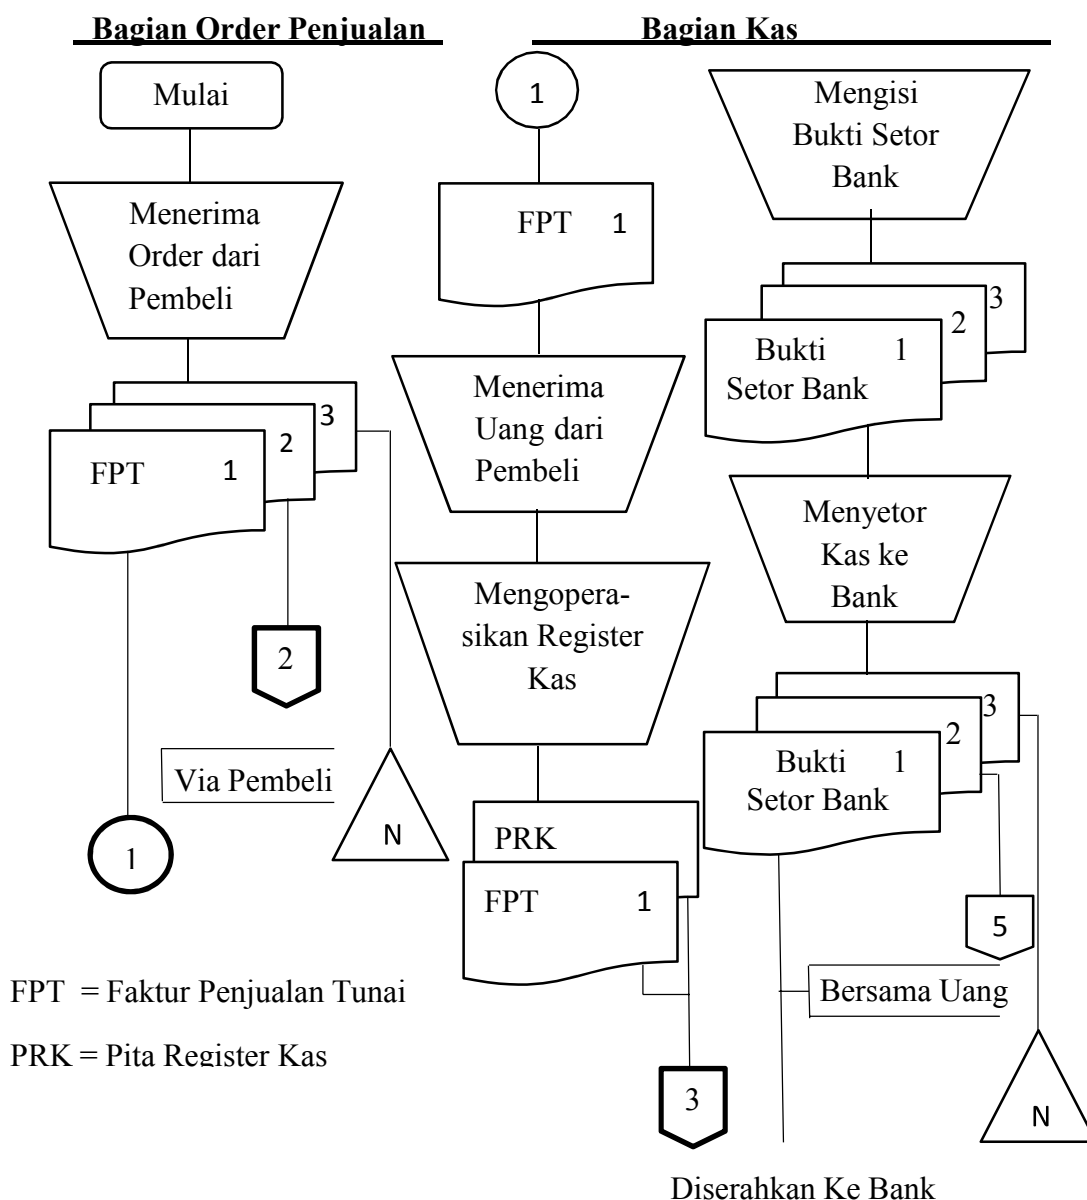 Bagian Order Penjualan
Mulai
Menerima
Order dari
Pembeli
3
2
FPT 1
2
Via Pembeli
N
1
FPT = Faktur Penjualan Tunai
PRK = Pita Register Kas
Bagian Kas
1
FPT 1
Menerima
Uang dari
Pembeli
Mengopera-
sikan Register
Kas
PRK
FPT 1
3
Mengisi
Bukti Setor
Bank
3
2
Bukti 1
Setor Bank
Menyetor
Kas ke
Bank
3
2
Bukti 1
Setor Bank
5
Bersama Uang
N
Diserahkan Ke Bank